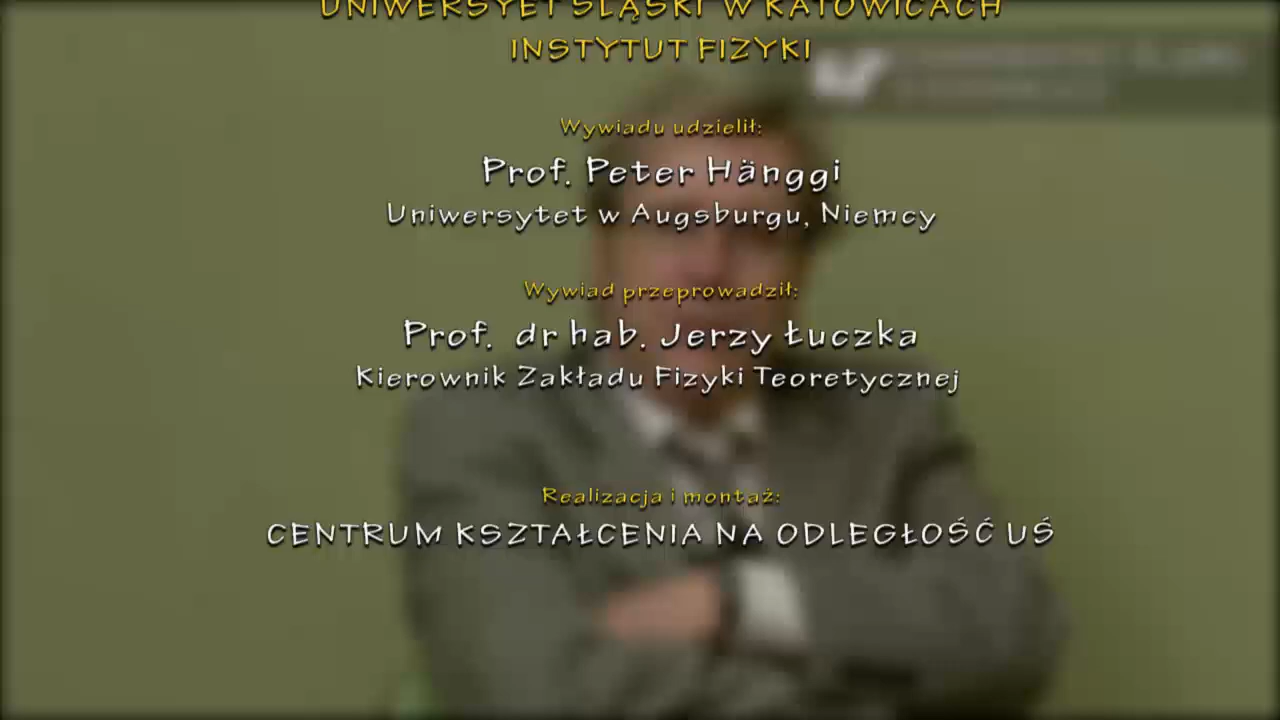 UNIWERSYET ŚLĄSKI W KATOWICACH
INSTYTUT FIZYKI
Wywiadu udzielił:
Prof. Peter Hänggi
Uniwersytet w Augsburgu, Niemcy
Wywiad przeprowadził:
Prof. dr hab. Jerzy Łuczka
Kierownik Zakładu Fizyki Teoretycznej
Realizacja i montaż:
CENTRUM KSZTAŁCENIA NA ODLEGŁOŚĆ UŚ